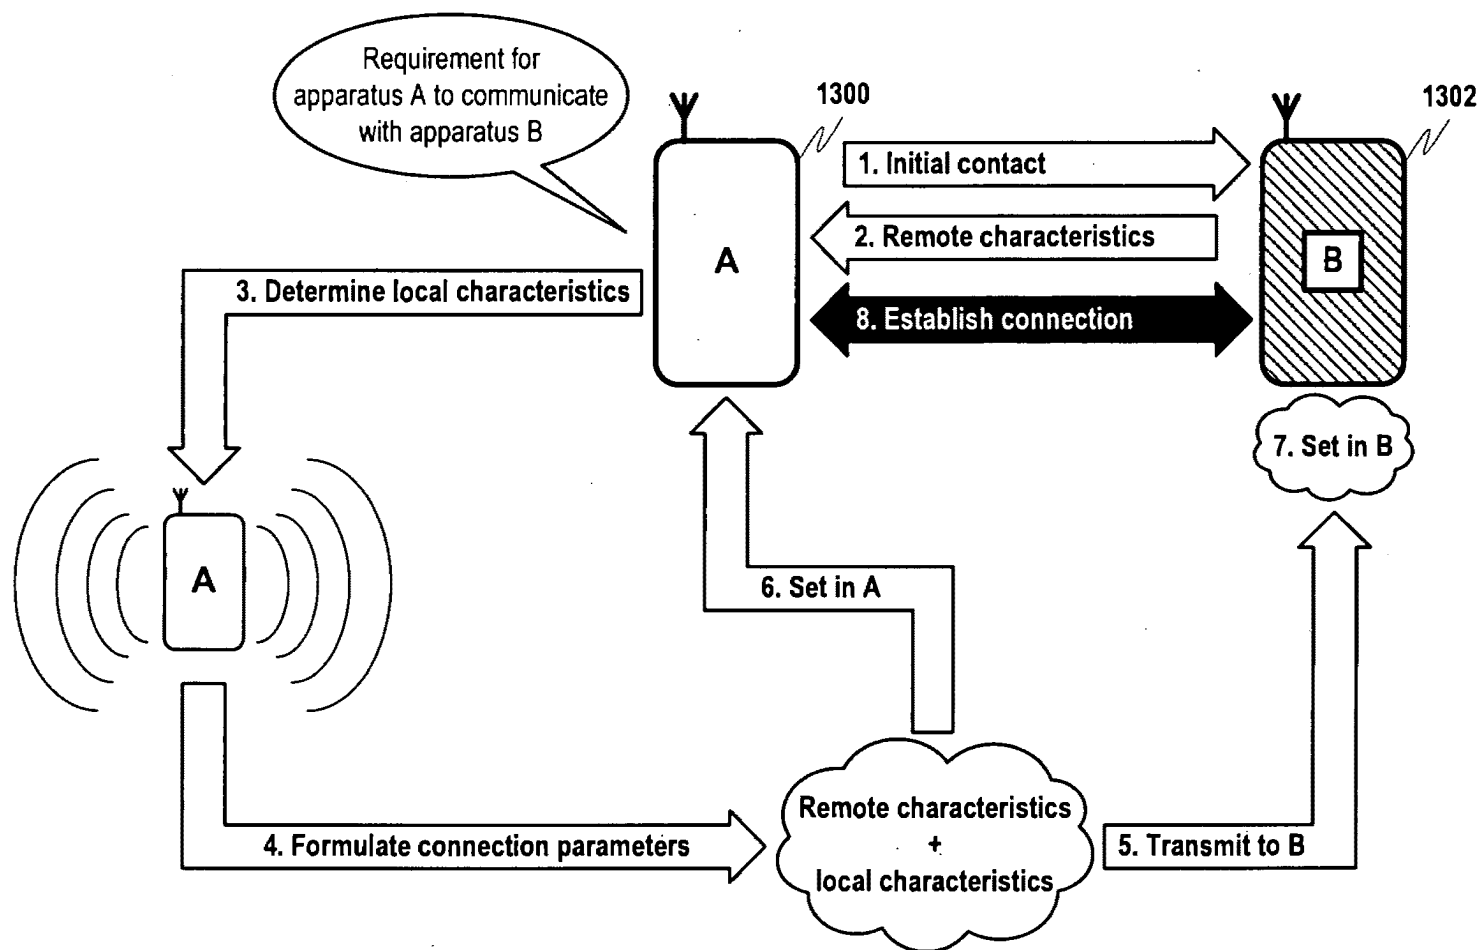 Requirement for
apparatus A to communicate
with apparatus B
1300
1302
1. Initial contact
2. Remote characteristics
A
B
3. Determine local characteristics
8. Establish connection
7. Set in B
A
6. Set in A
Remote characteristics
+
local characteristics
4. Formulate connection parameters
5. Transmit to B